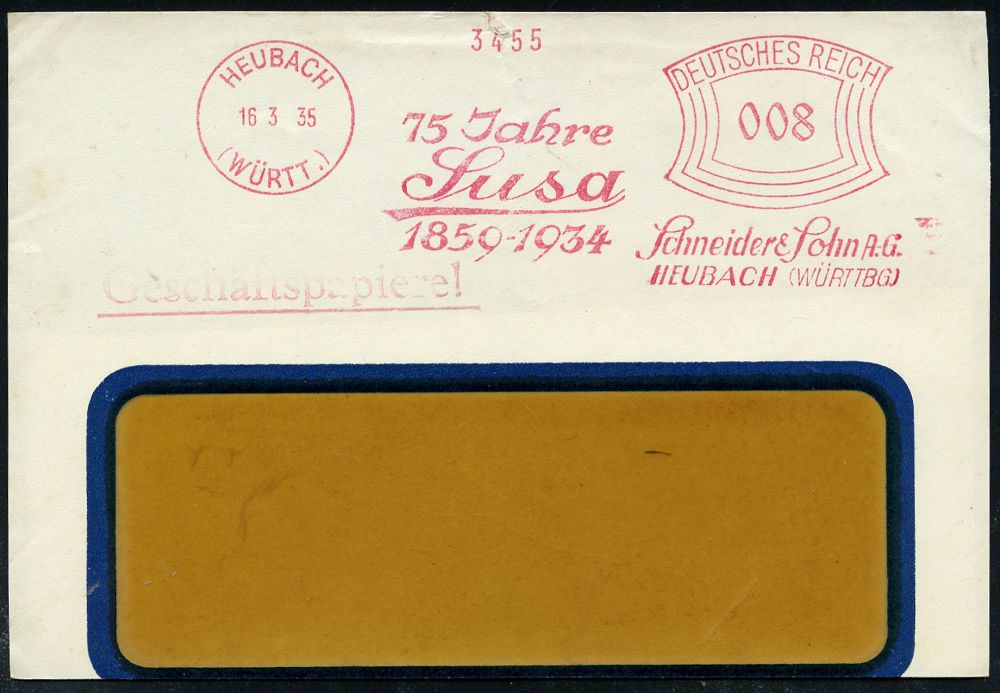 3455
HEUBACH
16 3 35
(WÜRTT.)
75 Jahre
Susa
1859-1934
DEUTSCHES REICH
008
Schneider & Sohn A.-G.
HEUBACH (WÜRTTBG)
Geschäftspapiere!